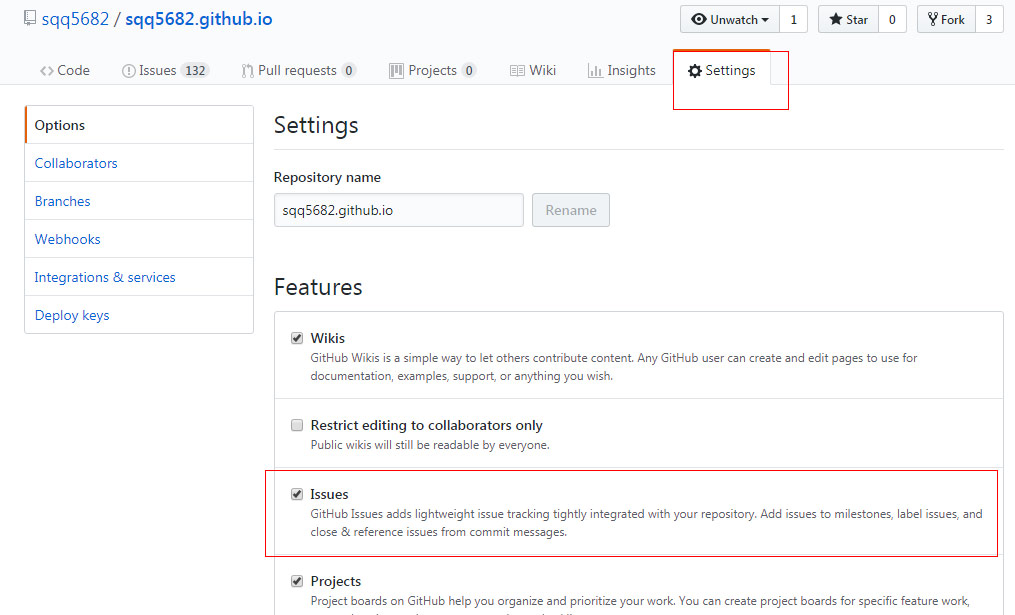 sqq5682 / sqq5682.github.io
Unwatch 1 Star 0 Fork 3
Code Issues 132 Pull requests 0 Projects 0 Wiki Insights Settings
Options
Collaborators
Branches
Webhooks
Integrations & services
Deploy keys
Settings
Repository name
sqq5682.github.io Rename
Features
Wikis
GitHub Wikis is a simple way to let others contribute content. Any GitHub user can create and edit pages to use for
documentation, examples, support, or anything you wish.
Restrict editing to collaborators only
Public wikis will still be readable by everyone.
Issues
GitHub Issues adds lightweight issue tracking tightly integrated with your repository. Add issues to milestones, label issues, and
close & reference issues from commit messages.
Projects
Project boards on GitHub help you organize and prioritize your work. You can create project boards for specific feature work,